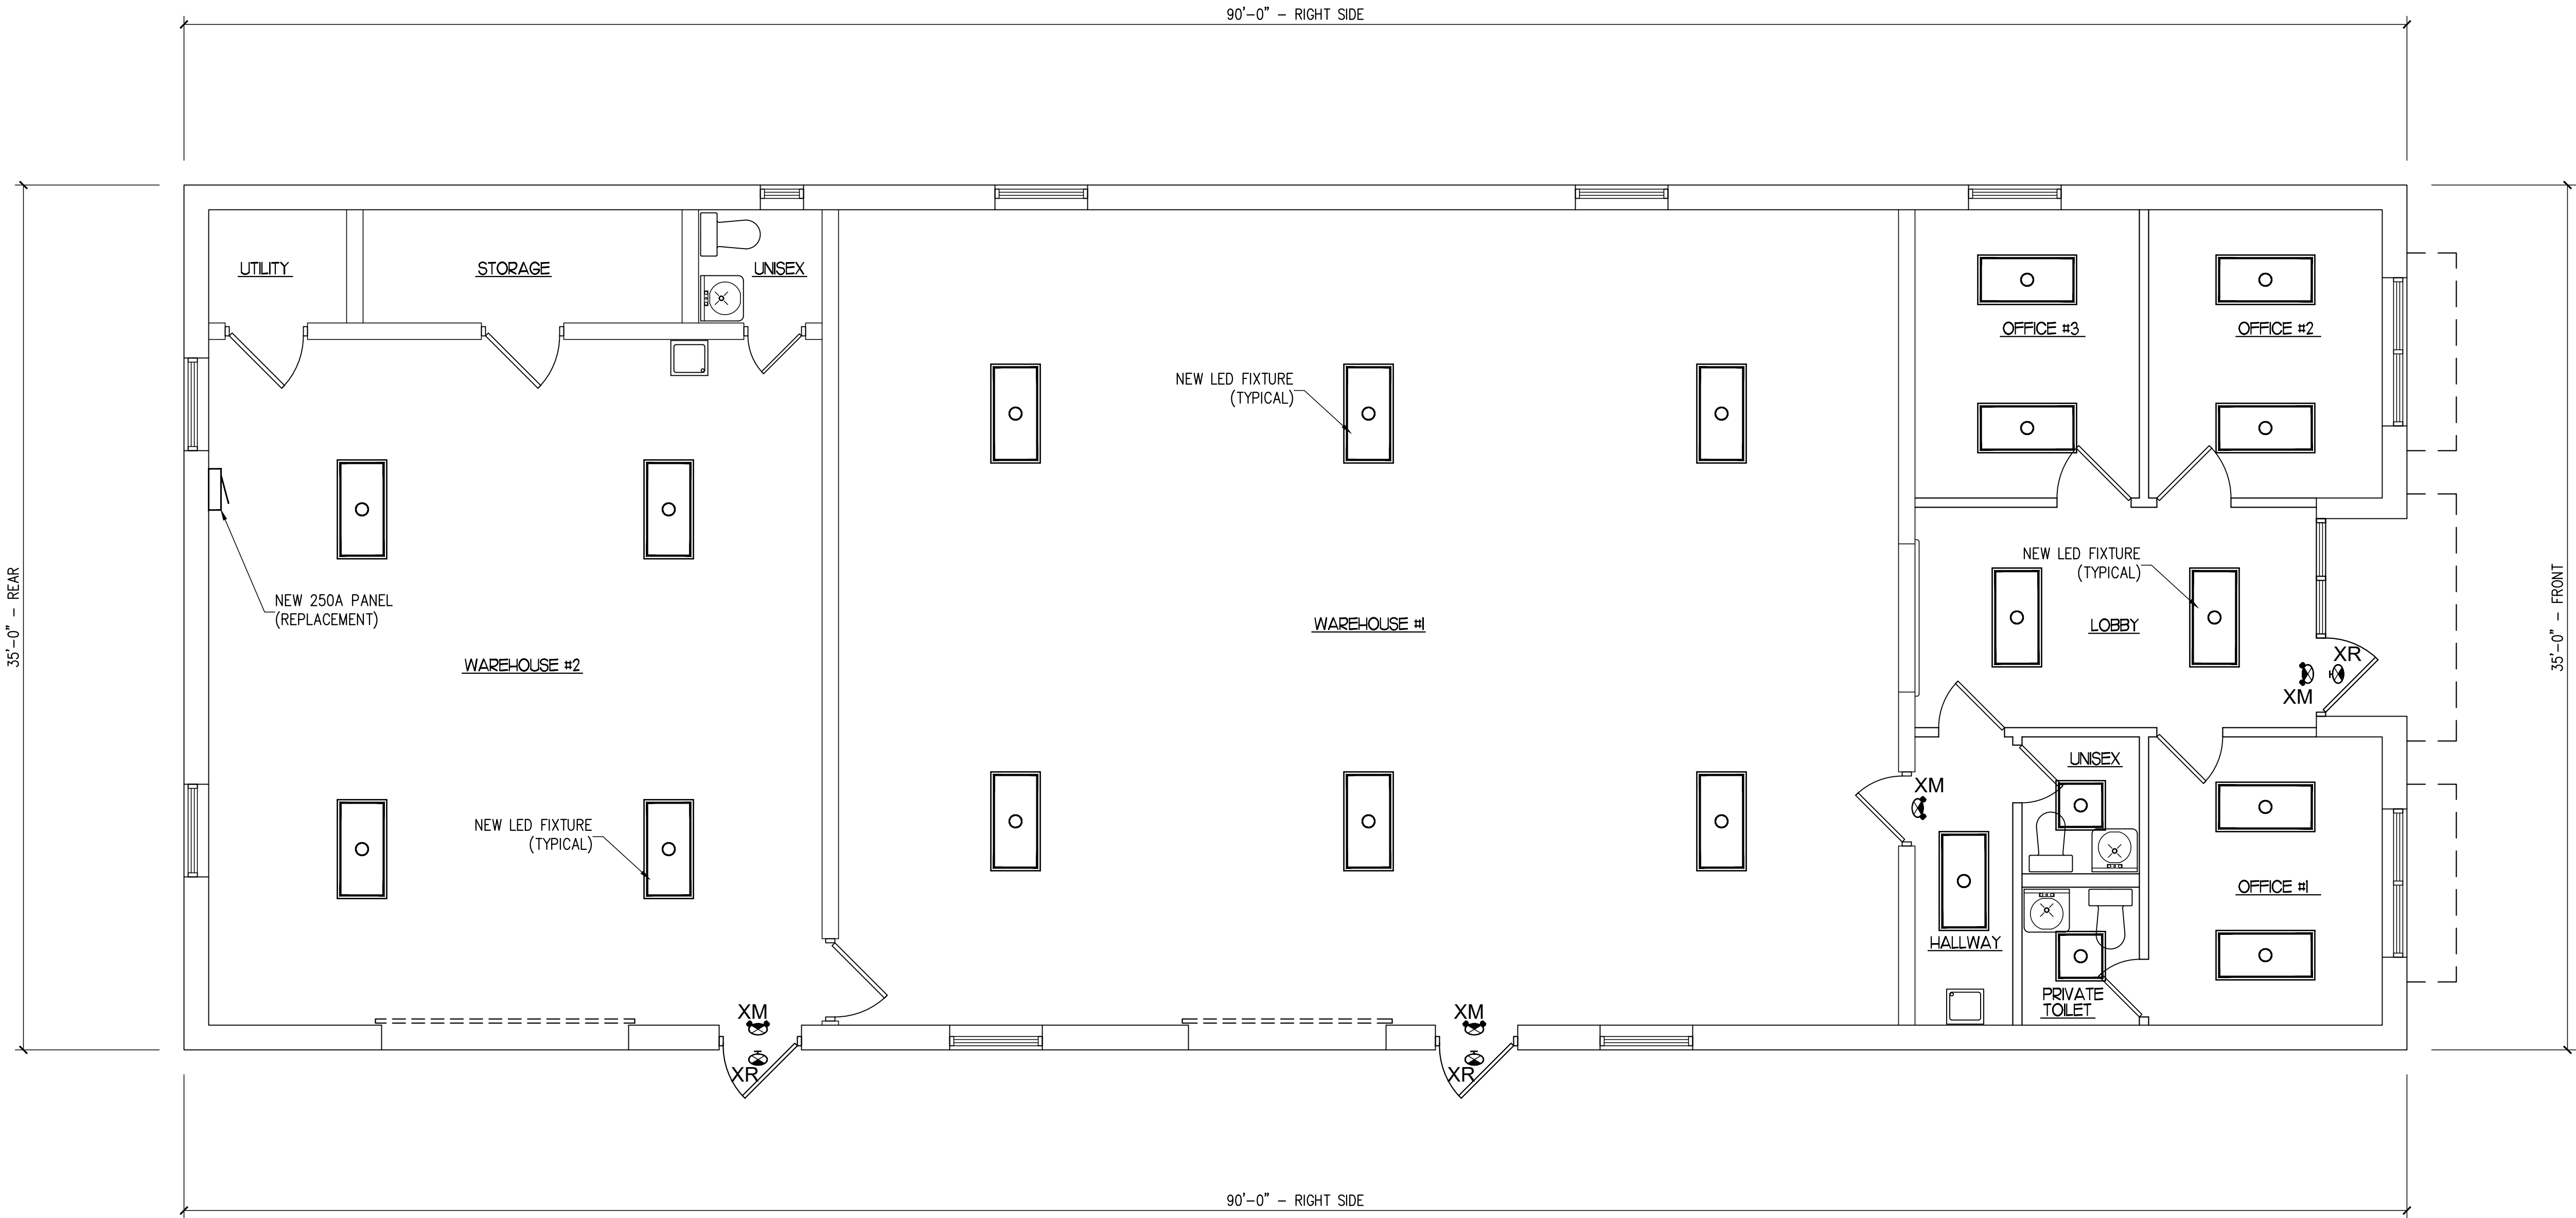 90'-0" - RIGHT SIDE
UTILITY
STORAGE
UNISEX
OFFICE #3
OFFICE #2
NEW LED FIXTURE
(TYPICAL)
NEW LED FIXTURE
(TYPICAL)
35'-0" - REAR
35'-0" - FRONT
NEW 250A PANEL
(REPLACEMENT)
WAREHOUSE #1
LOBBY
WAREHOUSE #2
XR
XM
UNISEX
XM
NEW LED FIXTURE
(TYPICAL)
OFFICE #1
HALLWAY
PRIVATE
TOILET
XM
XM
XR
XR
90'-0" - RIGHT SIDE